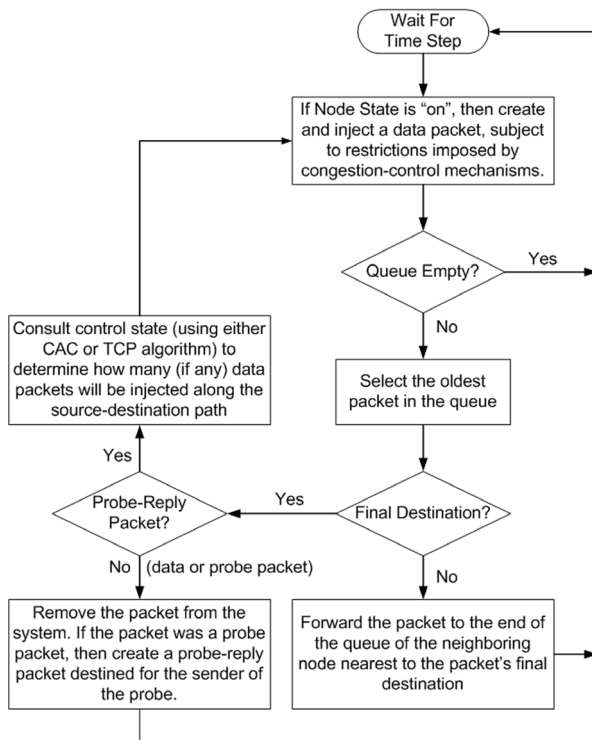 Wait For
Time Step
If Node State is “on”, then create
and inject a data packet, subject
to restrictions imposed by
congestion-control mechanisms.
Queue Empty?
Yes
No
Consult control state (using either
CAC or TCP algorithm) to
determine how many (if any) data
packets will be injected along the
source-destination path
Select the oldest
packet in the queue
Yes
Probe-Reply
Packet?
Yes
Final Destination?
No (data or probe packet)
No
Remove the packet from the
system. If the packet was a probe
packet, then create a probe-reply
packet destined for the sender of
the probe.
Forward the packet to the end of
the queue of the neighboring
node nearest to the packet’s final
destination